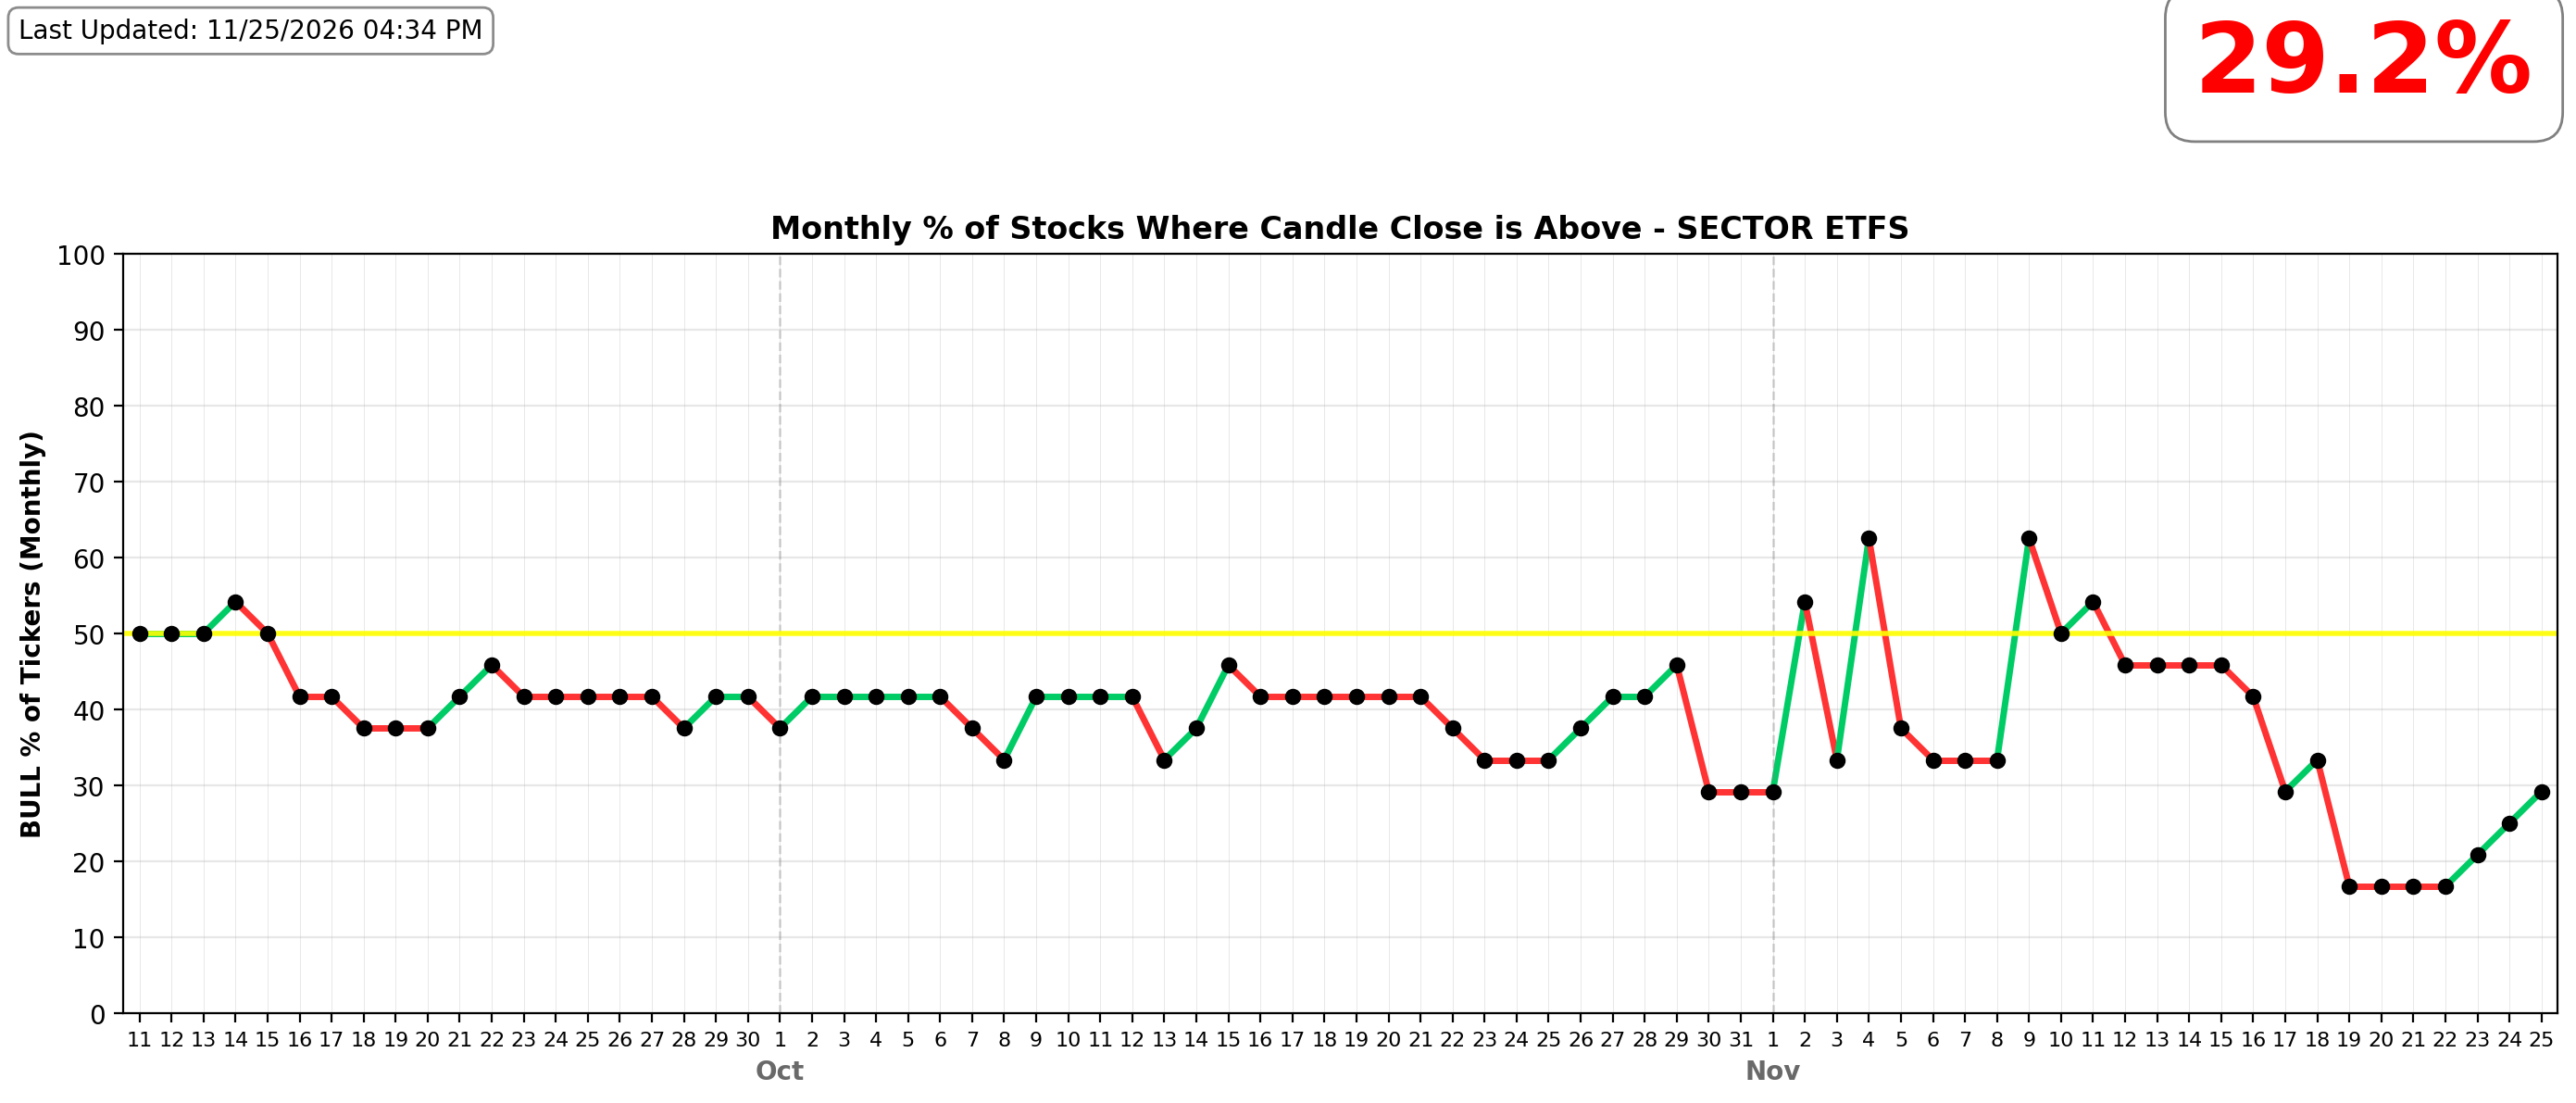 Last Updated: 11/25/2026 04:34 PM
29.2%
Monthly % of Stocks Where Candle Close is Above - SECTOR ETFS
BULL % of Tickers (Monthly)
100
90
80
70
60
50
40
30
20
10
0
11 12 13 14 15 16 17 18 19 20 21 22 23 24 25 26 27 28 29 30 1 2 3 4 5 6 7 8 9 10 11 12 13 14 15 16 17 18 19 20 21 22 23 24 25 26 27 28 29 30 31 1 2 3 4 5 6 7 8 9 10 11 12 13 14 15 16 17 18 19 20 21 22 23 24 25
Oct Nov